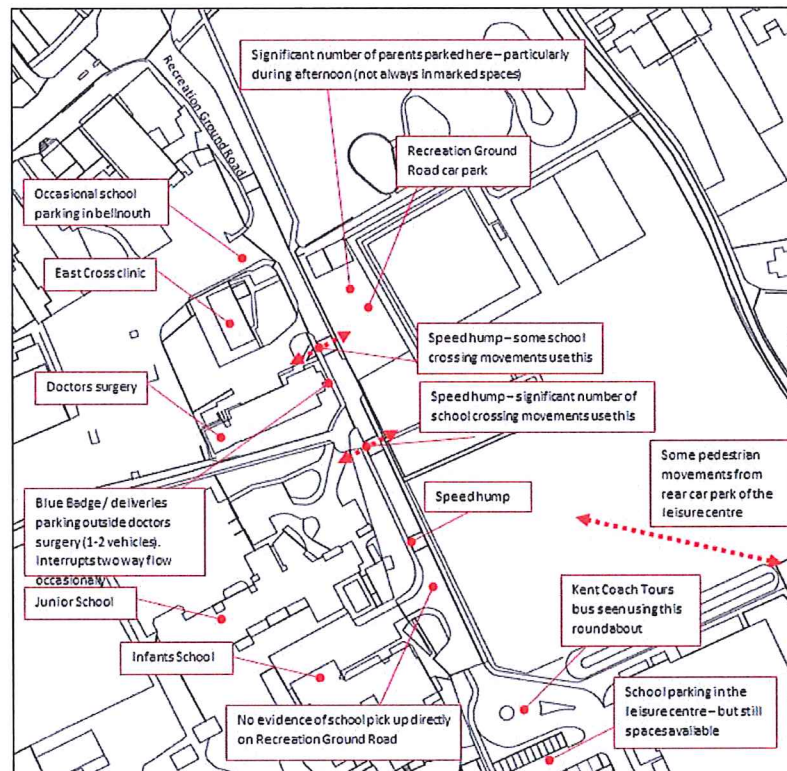 Significant number of parents parked here – particularly
during afternoon (not always in marked spaces)
Recreation Ground Road
Recreation Ground
Road car park
Occasional school
parking in bellnouth
East Cross clinic
Speed hump – some school
crossing movements use this
Doctors surgery
Speed hump – significant number of
school crossing movements use this
Some pedestrian
movements from
rear car park of the
leisure centre
Blue Badge / deliveries
parking outside doctors
surgery (1-2 vehicles).
Interrupts two way flow
occasionally
Speed hump
Junior School
Kent Coach Tours
bus seen using this
roundabout
Infants School
School parking in the
leisure centre – but still
spaces available
No evidence of school pick up directly
on Recreation Ground Road